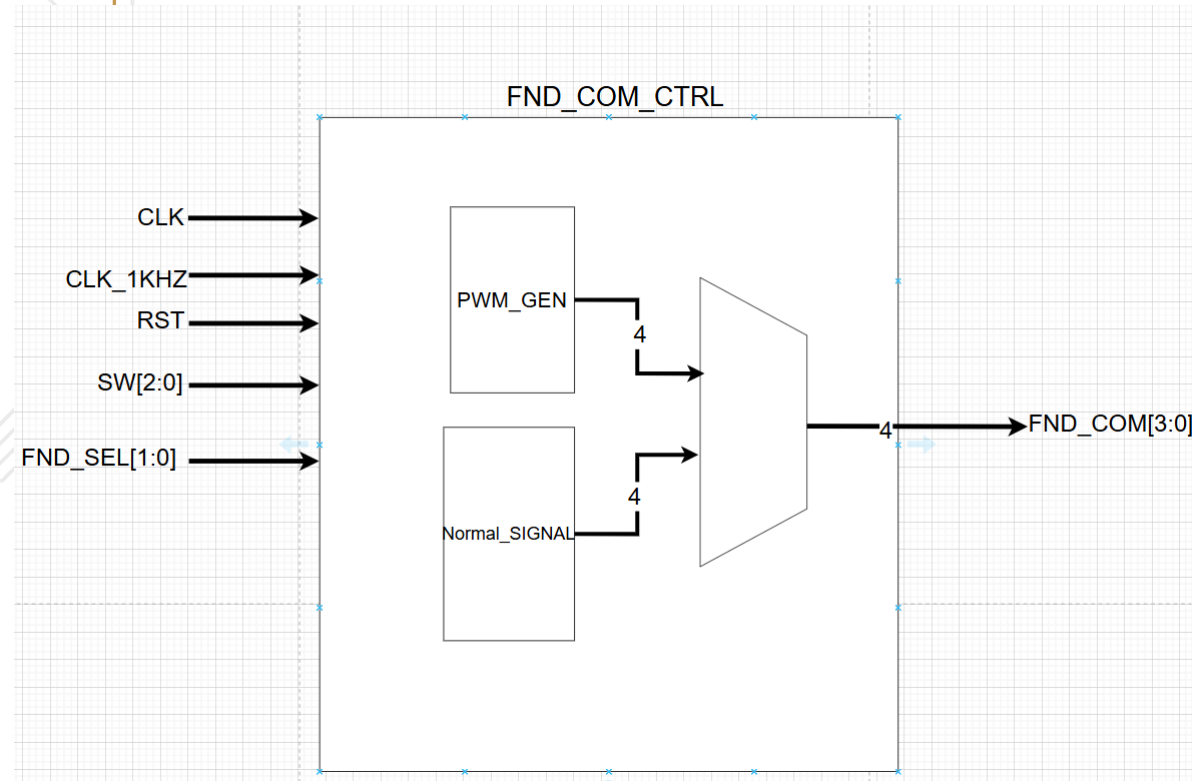 FND_COM_CTRL
CLK
CLK_1KHZ
RST
SW[2:0]
FND_SEL[1:0]
PWM_GEN
4
Normal_SIGNAL
4
4
FND_COM[3:0]